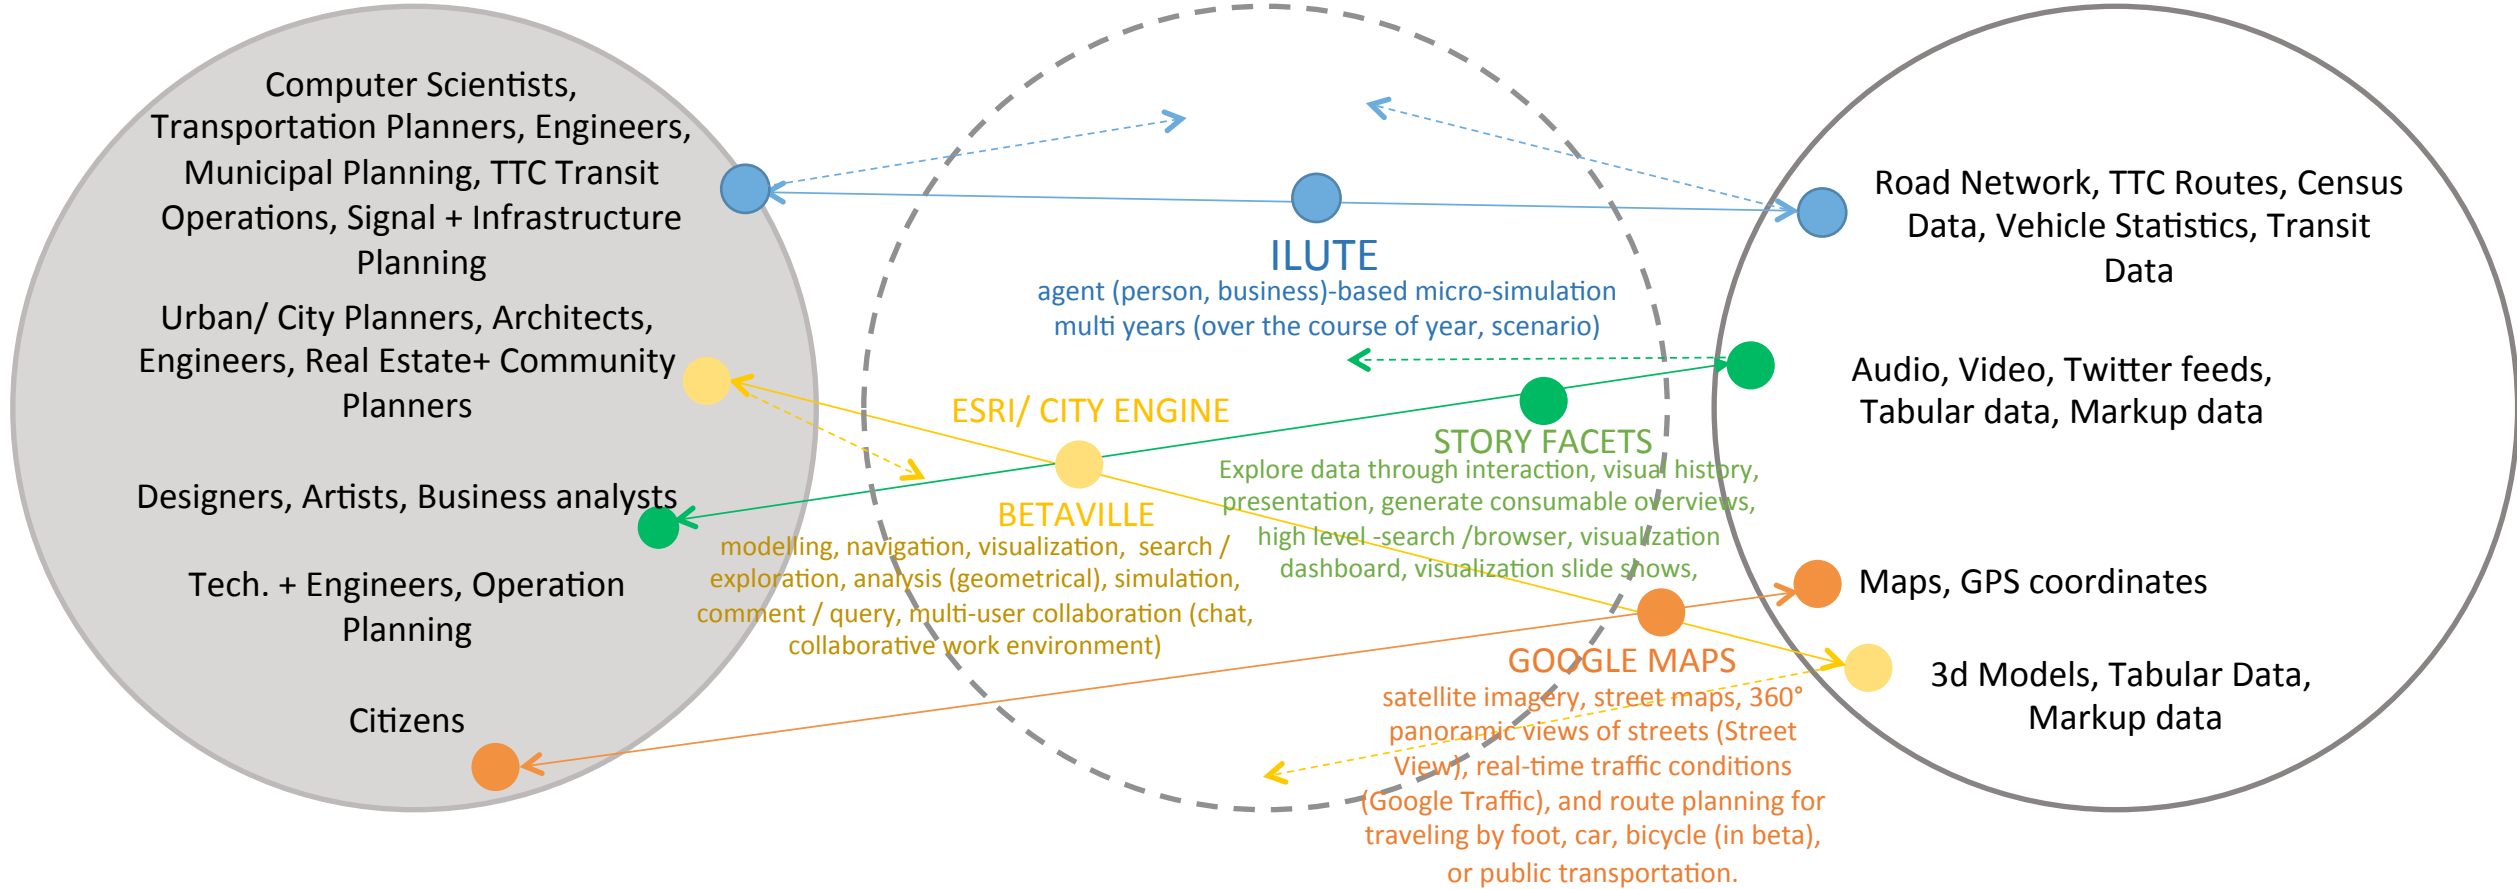 Computer Scientists,
Transportation Planners, Engineers,
Municipal Planning, TTC Transit
Operations, Signal + Infrastructure
Planning
Urban/ City Planners, Architects,
Engineers, Real Estate+ Community
Planners
Designers, Artists, Business analysts
Tech. + Engineers, Operation
Planning
Citizens
ILUTE
agent (person, business)-based micro-simulation
multi years (over the course of year, scenario)
ESRI/ CITY ENGINE
BETAVILLE
modelling, navigation, visualization, search /
exploration, analysis (geometrical), simulation,
comment / query, multi-user collaboration (chat,
collaborative work environment)
STORY FACETS
Explore data through interaction, visual history,
presentation, generate consumable overviews,
high level -search /browser, visualization
dashboard, visualization slide shows,
GOOGLE MAPS
satellite imagery, street maps, 360°
panoramic views of streets (Street
View), real-time traffic conditions
(Google Traffic), and route planning for
traveling by foot, car, bicycle (in beta),
or public transportation.
Road Network, TTC Routes, Census
Data, Vehicle Statistics, Transit
Data
Audio, Video, Twitter feeds,
Tabular data, Markup data
Maps, GPS coordinates
3d Models, Tabular Data,
Markup data